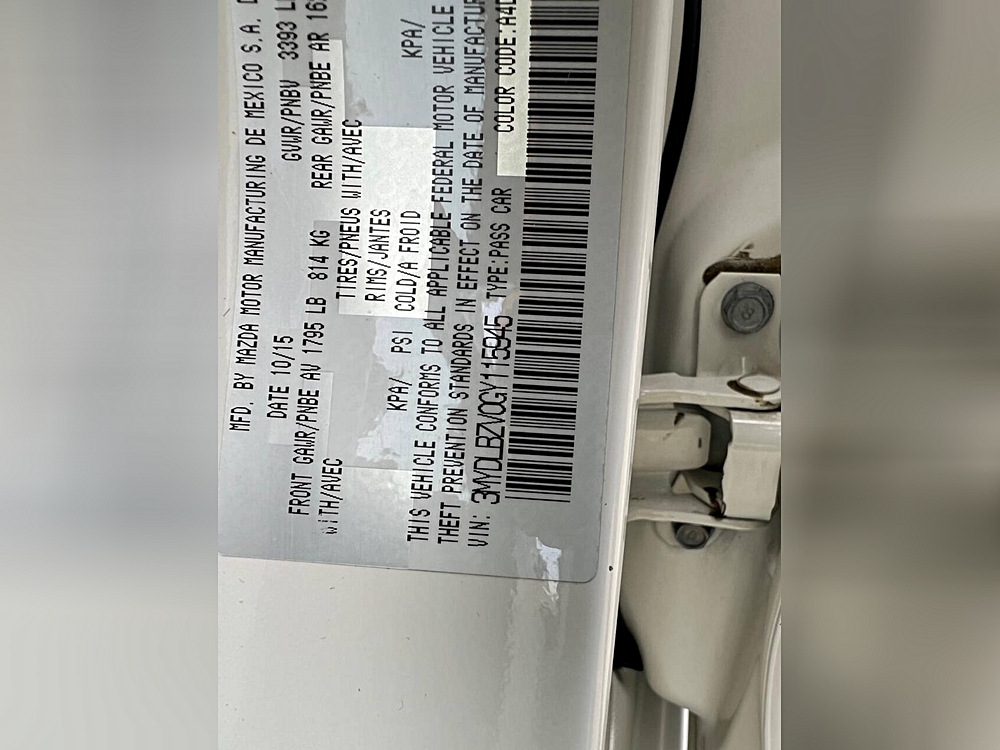 MFD. BY MAZDA MOTOR MANUFACTURING DE MEXICO S.A. D
DATE 10/15 GVWR/PNBV 3393 L
FRONT GAWR/PNBE AV 1795 LB 814 KG REAR GAWR/PNBE AR 16
WITH/AVEC TIRES/PNEUS WITH/AVEC
RIMS/JANTES
KPA/ PSI COLD/A FROID KPA/
THIS VEHICLE CONFORMS TO ALL APPLICABLE FEDERAL MOTOR VEHICLE
THEFT PREVENTION STANDARDS IN EFFECT ON THE DATE OF MANUFACTUR
VIN: 3MYDLBZV0GY115945 TYPE:PASS CAR COLOR CODE:A4D